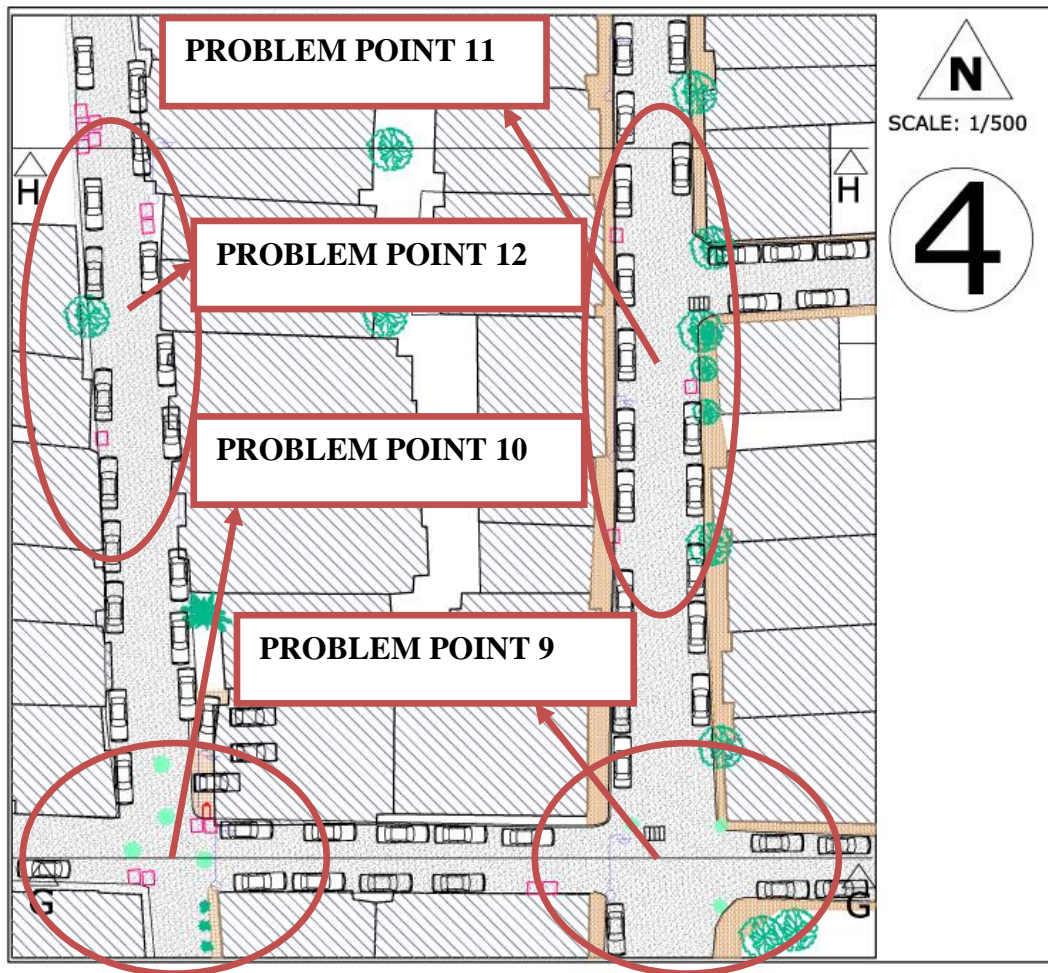 PROBLEM POINT 11
N
SCALE: 1/500
H
H
4
PROBLEM POINT 12
PROBLEM POINT 10
PROBLEM POINT 9
G
G